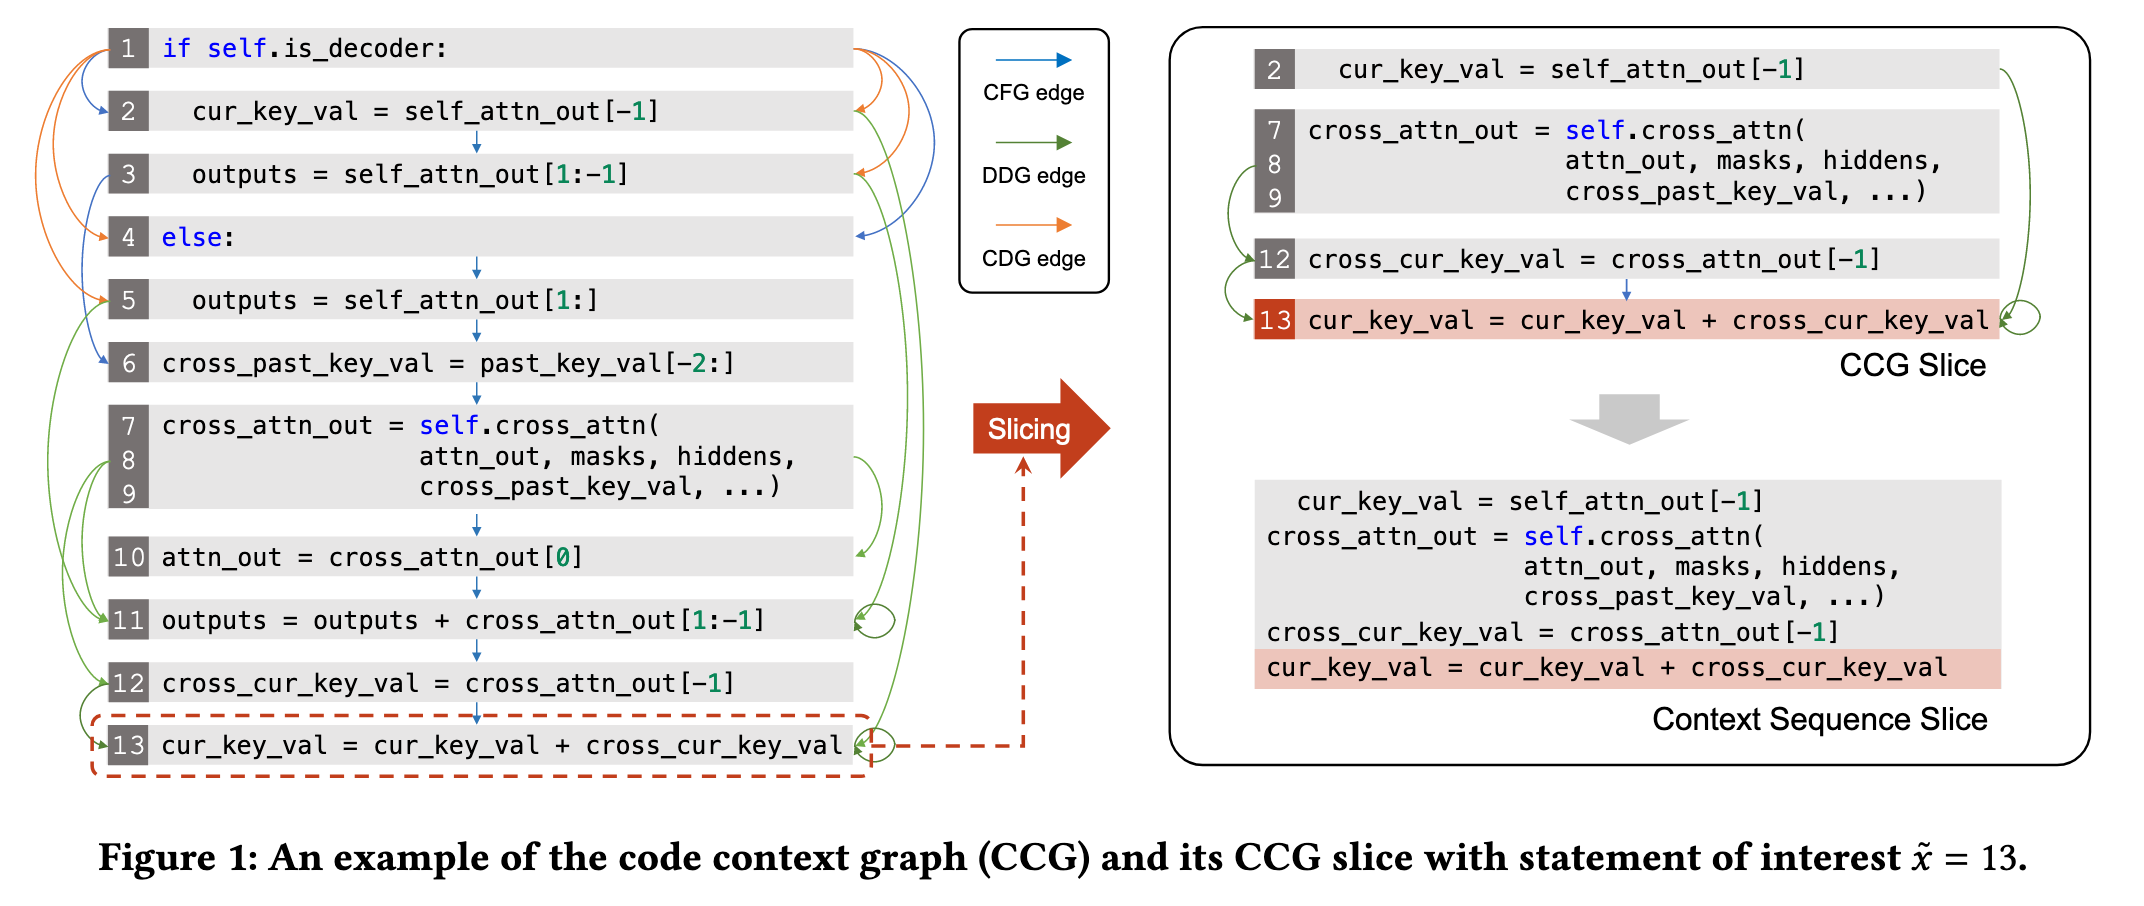 1 if self.is_decoder:
2 cur_key_val = self_attn_out[-1]
3 outputs = self_attn_out[1:-1]
4 else:
5 outputs = self_attn_out[1:]
6 cross_past_key_val = past_key_val[-2:]
7 cross_attn_out = self.cross_attn(
8 attn_out, masks, hiddens,
9 cross_past_key_val, ...)
10 attn_out = cross_attn_out[0]
11 outputs = outputs + cross_attn_out[1:-1]
12 cross_cur_key_val = cross_attn_out[-1]
13 cur_key_val = cur_key_val + cross_cur_key_val
CFG edge
DDG edge
CDG edge
Slicing
2 cur_key_val = self_attn_out[-1]
7 cross_attn_out = self.cross_attn(
8 attn_out, masks, hiddens,
9 cross_past_key_val, ...)
12 cross_cur_key_val = cross_attn_out[-1]
13 cur_key_val = cur_key_val + cross_cur_key_val
CCG Slice
cur_key_val = self_attn_out[-1]
cross_attn_out = self.cross_attn(
attn_out, masks, hiddens,
cross_past_key_val, ...)
cross_cur_key_val = cross_attn_out[-1]
cur_key_val = cur_key_val + cross_cur_key_val
Context Sequence Slice
Figure 1: An example of the code context graph (CCG) and its CCG slice with statement of interest x̃ = 13.